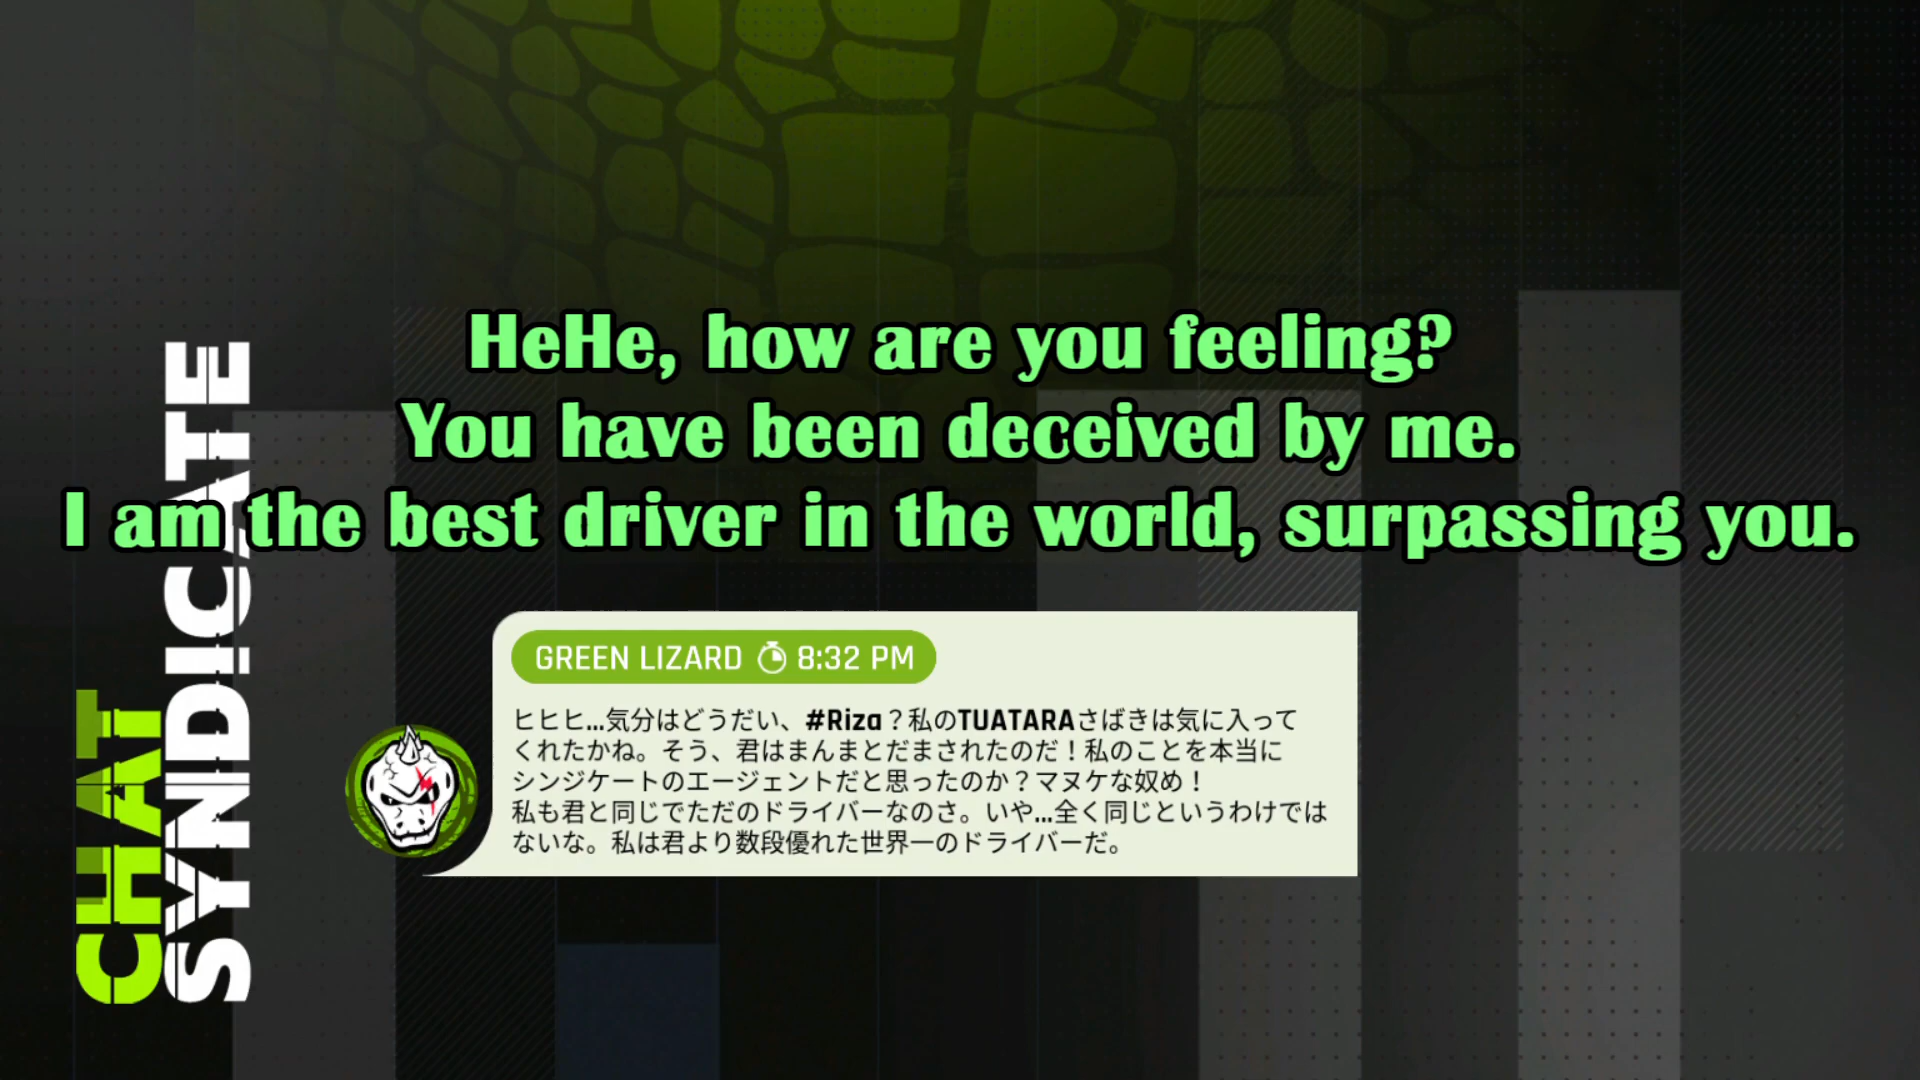 HeHe, how are you feeling?
You have been deceived by me.
I am the best driver in the world, surpassing you.
CHAT
SYNDICATE
GREEN LIZARD 8:32 PM
ヒヒヒ...気分はどうだい、#Riza？私のTUATARAさばきは気に入って
くれたかね。そう、君はまんまとだまされたのだ！私のことを本当に
シンジケートのエージェントだと思ったのか？マヌケな奴め！
私も君と同じでただのドライバーなのさ。いや...全く同じというわけでは
ないな。私は君より数段優れた世界一のドライバーだ。